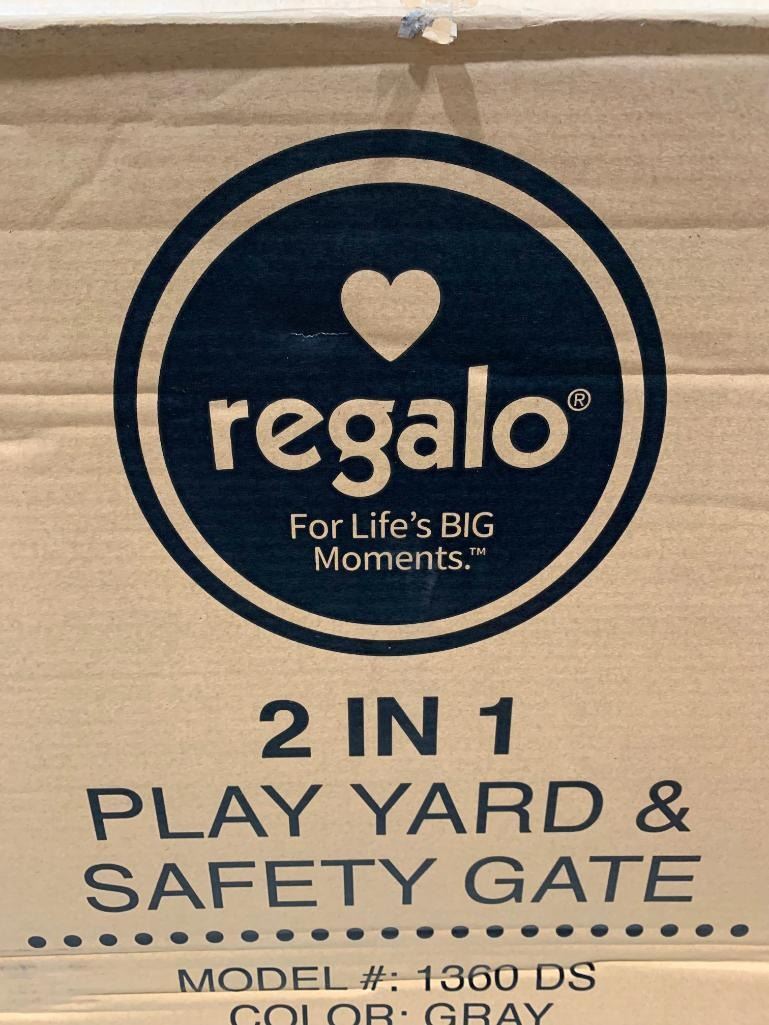 regalo®
For Life's BIG
Moments.™
2 IN 1
PLAY YARD &
SAFETY GATE
MODEL #: 1360 DS
COLOR: GRAY